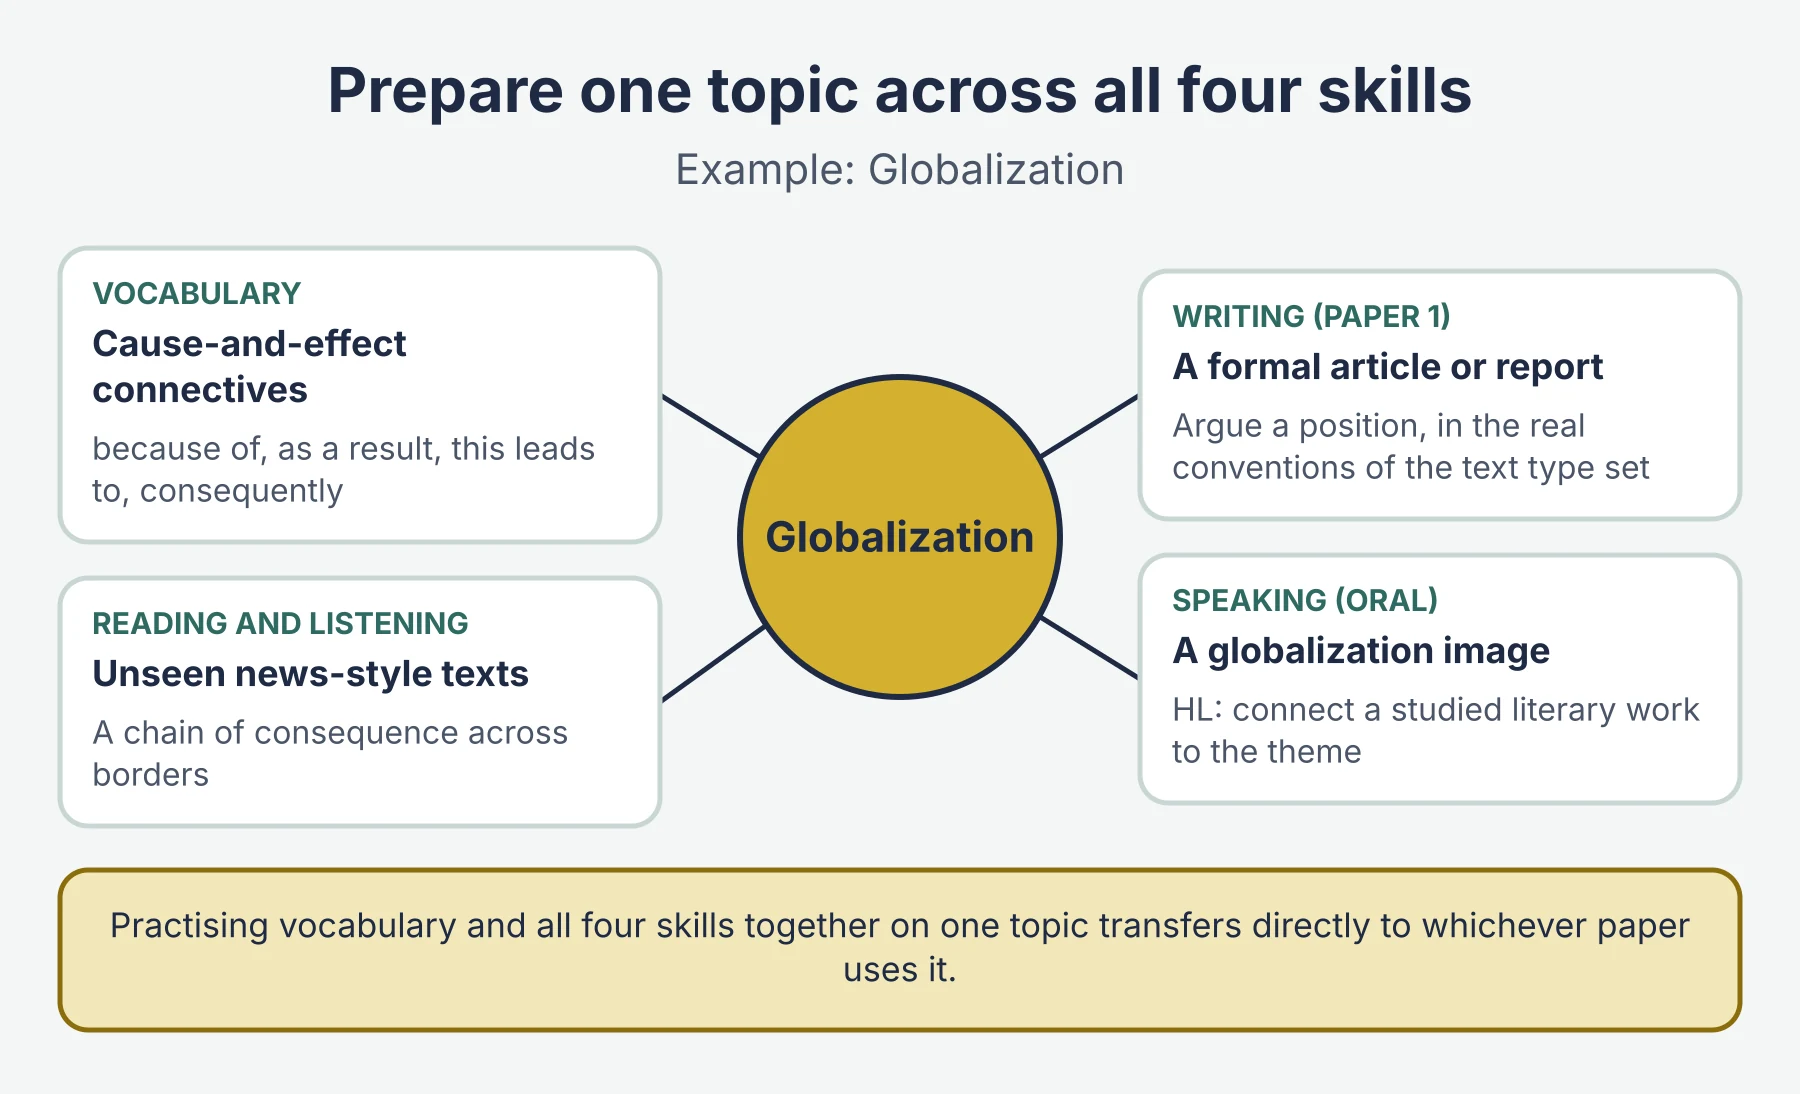 Prepare one topic across all four skills
Example: Globalization
VOCABULARY
Cause-and-effect
connectives
because of, as a result, this leads
to, consequently
READING AND LISTENING
Unseen news-style texts
A chain of consequence across
borders
Globalization
WRITING (PAPER 1)
A formal article or report
Argue a position, in the real
conventions of the text type set
SPEAKING (ORAL)
A globalization image
HL: connect a studied literary work
to the theme
Practising vocabulary and all four skills together on one topic transfers directly to whichever paper
uses it.